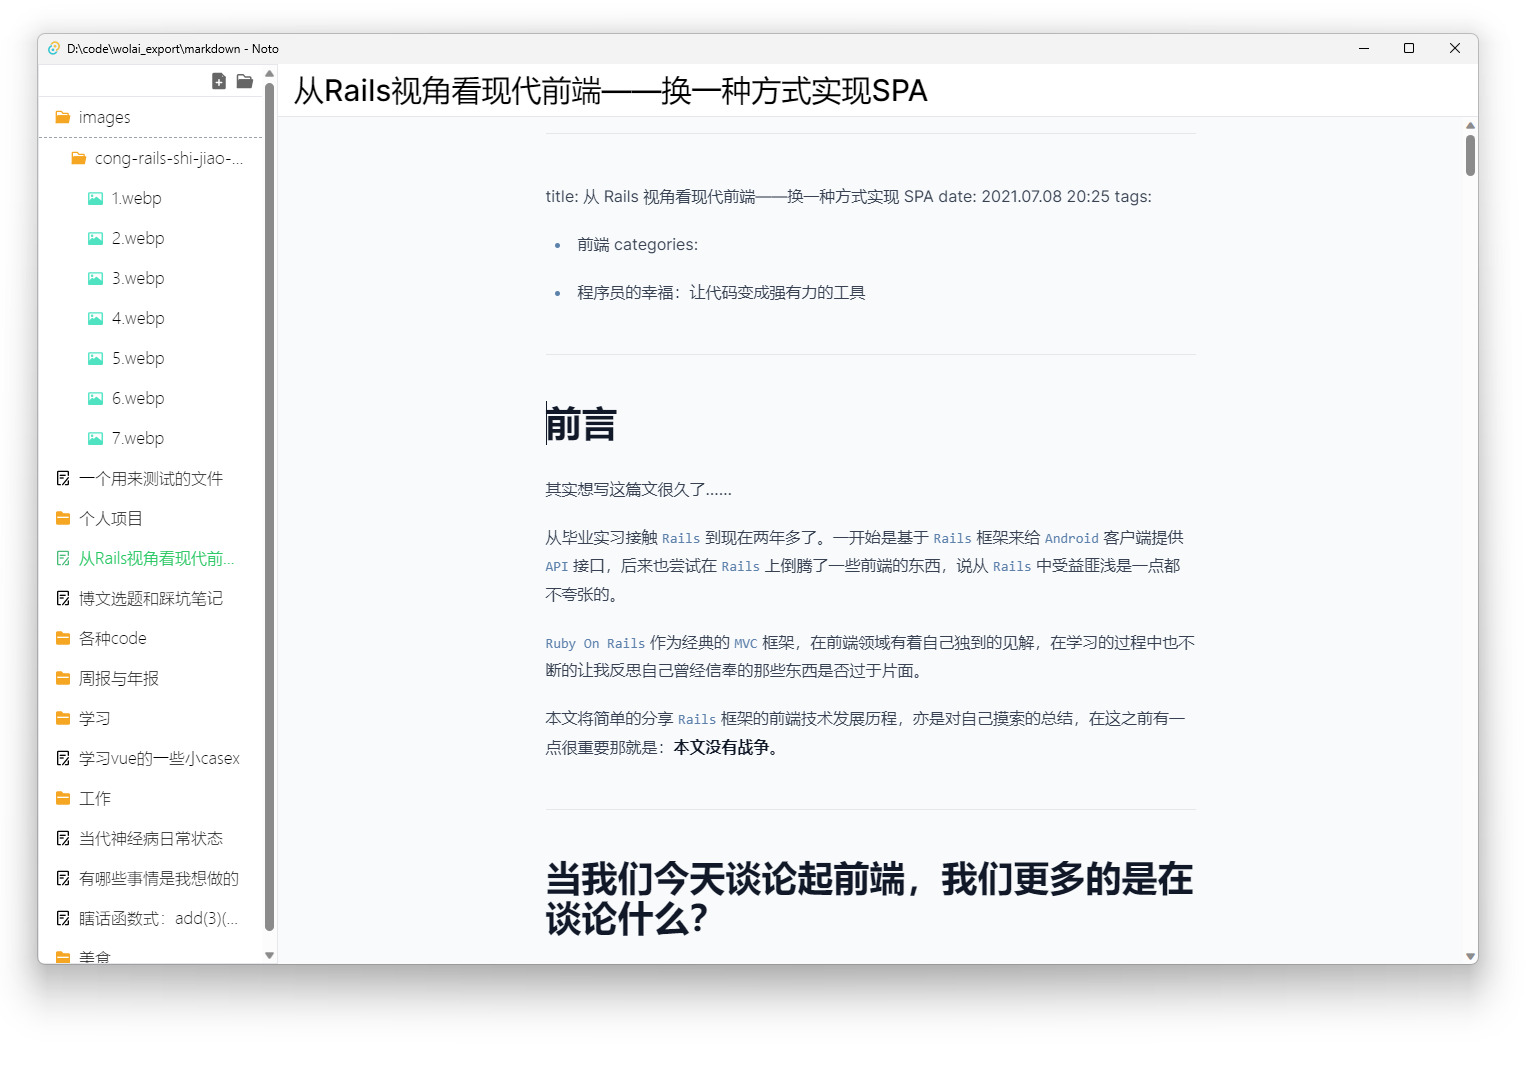 D:\code\wolai_export\markdown - Noto
images
cong-rails-shi-jiao-...
1.webp
2.webp
3.webp
4.webp
5.webp
6.webp
7.webp
一个用来测试的文件
个人项目
从Rails视角看现代前...
博文选题和踩坑笔记
各种code
周报与年报
学习
学习vue的一些小casex
工作
当代神经病日常状态
有哪些事情是我想做的
瞎话函数式：add(3)(...
美食
从Rails视角看现代前端——换一种方式实现SPA
title: 从 Rails 视角看现代前端——换一种方式实现 SPA date: 2021.07.08 20:25 tags:
• 前端 categories:
• 程序员的幸福：让代码变成强有力的工具
前言
其实想写这篇文很久了......
从毕业实习接触 Rails 到现在两年多了。一开始是基于 Rails 框架来给 Android 客户端提供
API 接口，后来也尝试在 Rails 上倒腾了一些前端的东西，说从 Rails 中受益匪浅是一点都
不夸张的。
Ruby On Rails 作为经典的 MVC 框架，在前端领域有着自己独到的见解，在学习的过程中也不
断的让我反思自己曾经信奉的那些东西是否过于片面。
本文将简单的分享 Rails 框架的前端技术发展历程，亦是对自己摸索的总结，在这之前有一
点很重要那就是：本文没有战争。
当我们今天谈论起前端，我们更多的是在
谈论什么？